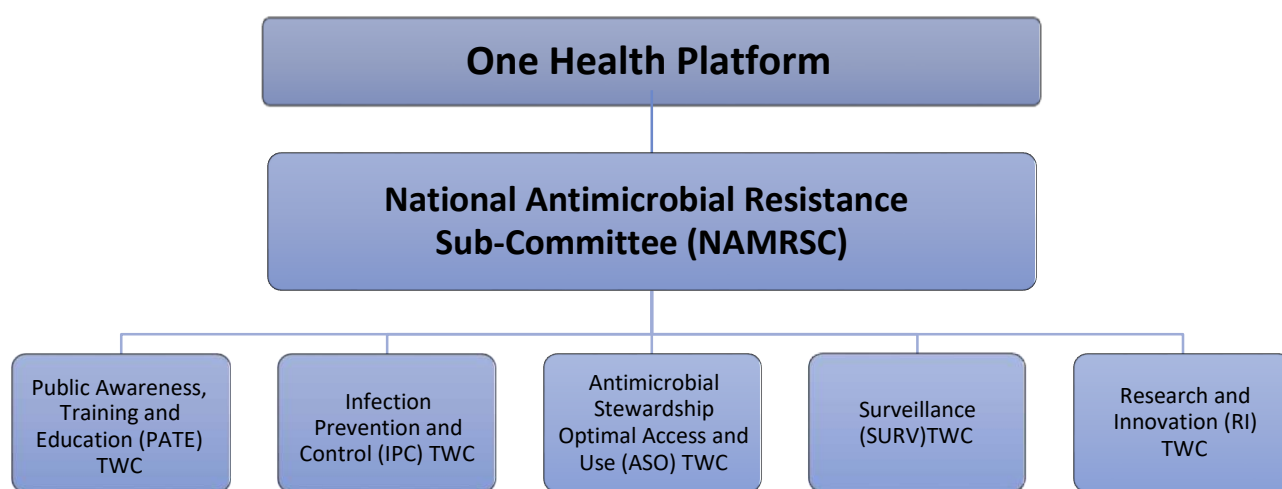 One Health Platform
National Antimicrobial Resistance
Sub-Committee (NAMRSC)
Public Awareness,
Training and
Education (PATE)
TWC
Infection
Prevention and
Control (IPC) TWC
Antimicrobial
Stewardship
Optimal Access and
Use (ASO) TWC
Surveillance
(SURV)TWC
Research and
Innovation (RI)
TWC